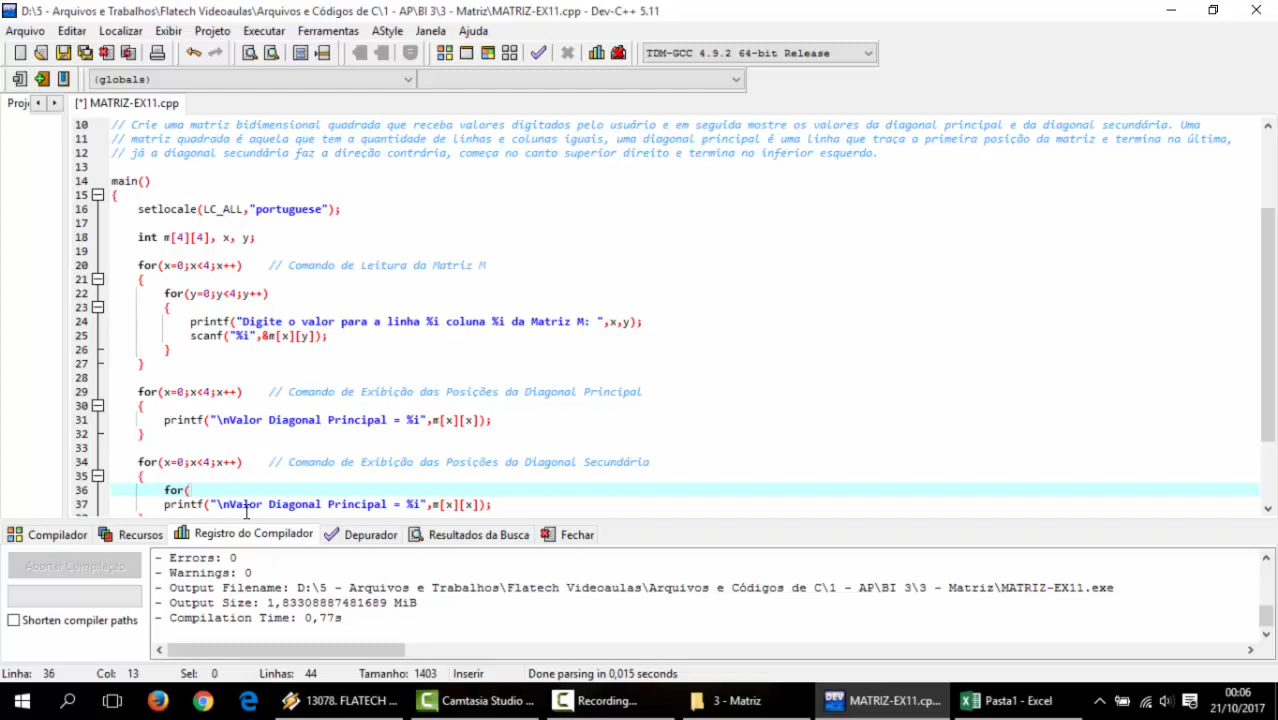 D:\5 - Arquivos e Trabalhos\Flatech Videoaulas\Arquivos e Códigos de C\1 - AP\BI 3\3 - Matriz\MATRIZ-EX11.cpp - Dev-C++ 5.11
Arquivo Editar Localizar Exibir Projeto Executar Ferramentas AStyle Janela Ajuda
TDM-GCC 4.9.2 64-bit Release
(globals)
Proje [*] MATRIZ-EX11.cpp
10 // Crie uma matriz bidimensional quadrada que receba valores digitados pelo usuário e em seguida mostre os valores da diagonal principal e da diagonal secundária. Uma
11 // matriz quadrada é aquela que tem a quantidade de linhas e colunas iguais, uma diagonal principal é uma linha que traça a primeira posição da matriz e termina na última,
12 // já a diagonal secundária faz a direção contrária, começa no canto superior direito e termina no inferior esquerdo.
13
14 main()
15 {
16 setlocale(LC_ALL,"portuguese");
17
18 int m[4][4], x, y;
19
20 for(x=0;x<4;x++) // Comando de Leitura da Matriz M
21 {
22 for(y=0;y<4;y++)
23 {
24 printf("Digite o valor para a linha %i coluna %i da Matriz M: ",x,y);
25 scanf("%i",&m[x][y]);
26 }
27 }
28
29 for(x=0;x<4;x++) // Comando de Exibição das Posições da Diagonal Principal
30 {
31 printf("\nValor Diagonal Principal = %i",m[x][x]);
32 }
33
34 for(x=0;x<4;x++) // Comando de Exibição das Posições da Diagonal Secundária
35 {
36 for(
37 printf("\nValor Diagonal Principal = %i",m[x][x]);
Compilador Recursos Registro do Compilador Depurador Resultados da Busca Fechar
Abortar Compilação
Shorten compiler paths
- Errors: 0
- Warnings: 0
- Output Filename: D:\5 - Arquivos e Trabalhos\Flatech Videoaulas\Arquivos e Códigos de C\1 - AP\BI 3\3 - Matriz\MATRIZ-EX11.exe
- Output Size: 1,83308887481689 MiB
- Compilation Time: 0,77s
Linha: 36 Col: 13 Sel: 0 Linhas: 44 Tamanho: 1403 Inserir Done parsing in 0,015 seconds
13078. FLATECH ... Camtasia Studio ... Recording... 3 - Matriz MATRIZ-EX11.cp... Pasta1 - Excel
00:06
21/10/2017